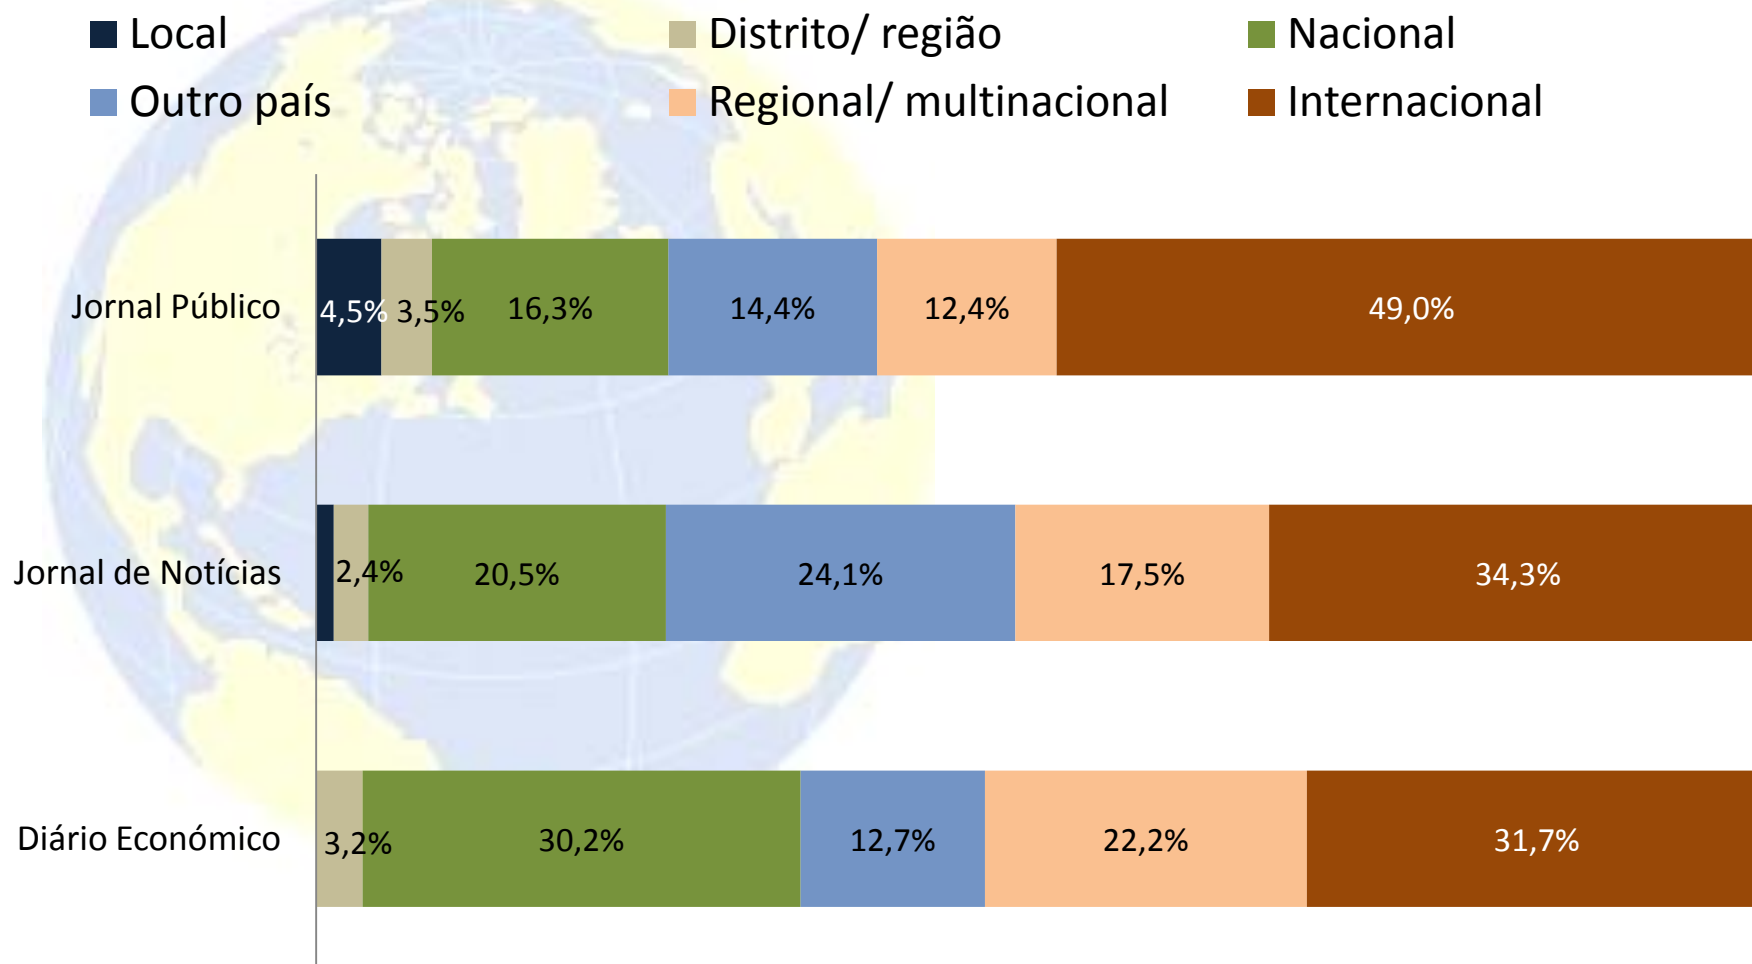 Local Distrito/ região Nacional
Outro país Regional/ multinacional Internacional
Jornal Público 4,5% 3,5% 16,3% 14,4% 12,4% 49,0%
Jornal de Notícias 2,4% 20,5% 24,1% 17,5% 34,3%
Diário Económico 3,2% 30,2% 12,7% 22,2% 31,7%